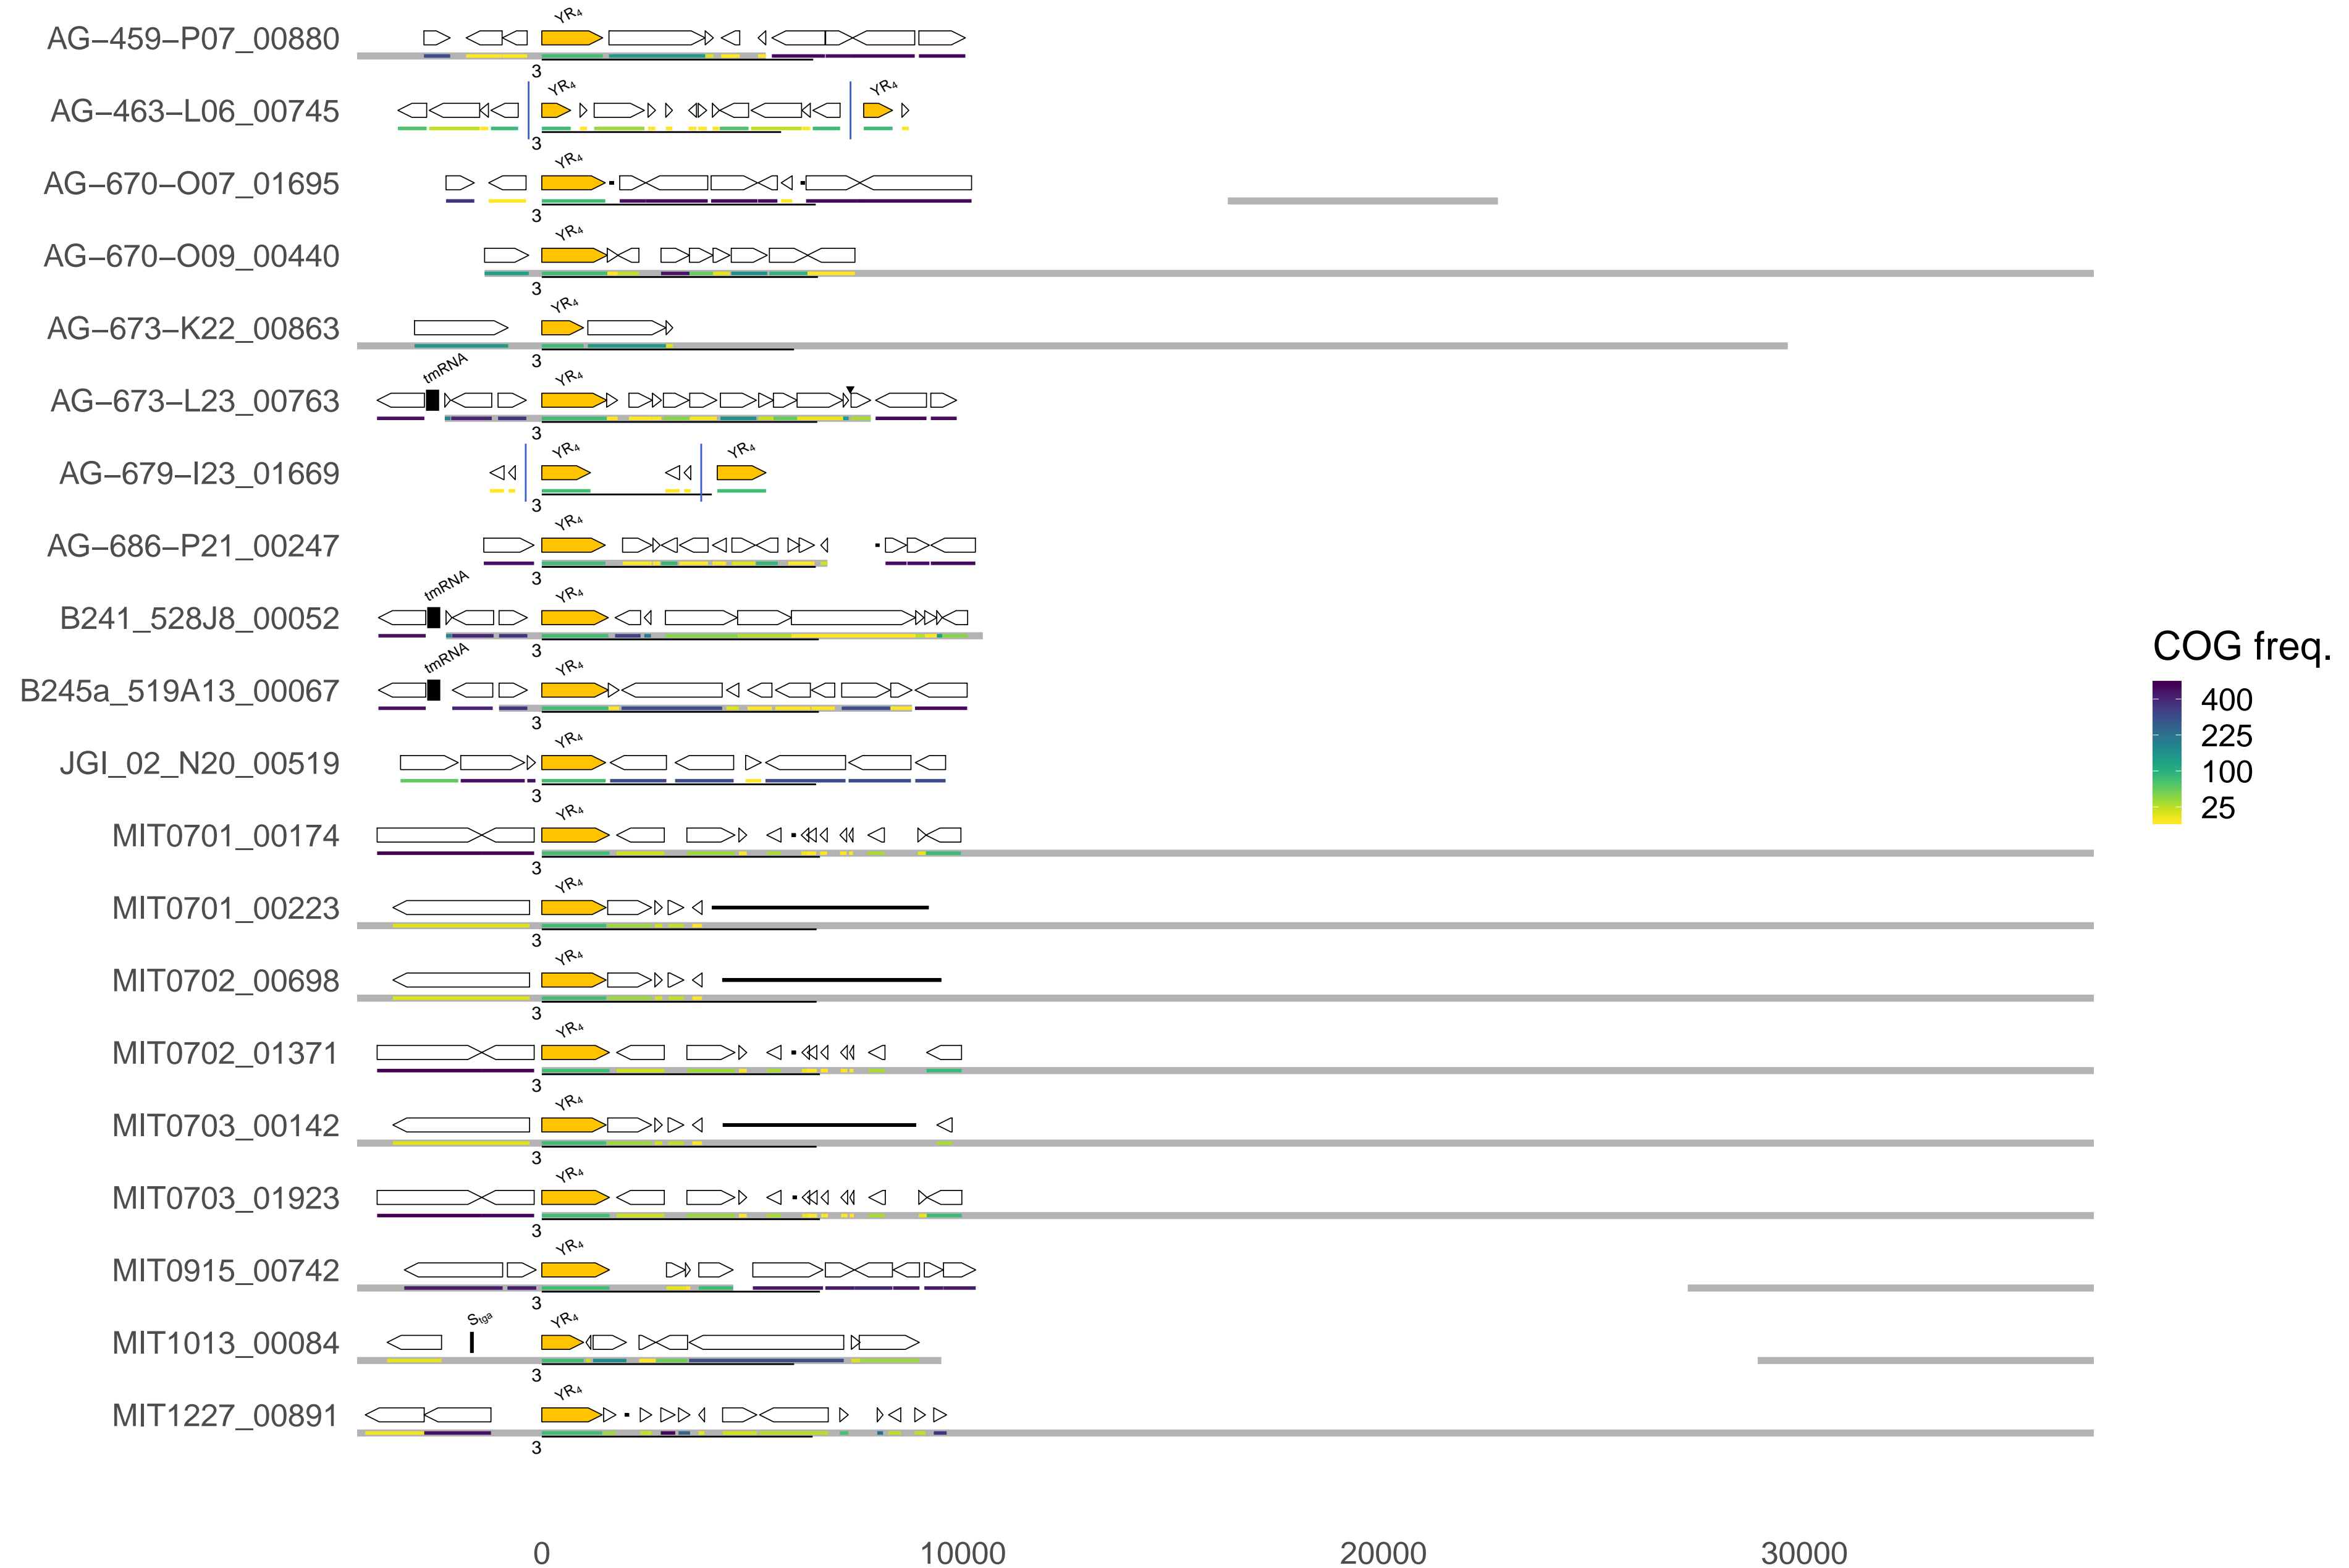 YR4
AG–459–P07_00880
3
YR4 YR4
AG–463–L06_00745
3
YR4
AG–670–O07_01695
3
YR4
AG–670–O09_00440
3
YR4
AG–673–K22_00863
3
tmRNA YR4
AG–673–L23_00763
3
YR4 YR4
AG–679–I23_01669
3
YR4
AG–686–P21_00247
3
tmRNA YR4
B241_528J8_00052
3
tmRNA YR4
B245a_519A13_00067
3
YR4
JGI_02_N20_00519
3
YR4
MIT0701_00174
3
YR4
MIT0701_00223
3
YR4
MIT0702_00698
3
YR4
MIT0702_01371
3
YR4
MIT0703_00142
3
YR4
MIT0703_01923
3
YR4
MIT0915_00742
3
Stga YR4
MIT1013_00084
3
YR4
MIT1227_00891
3
0 10000 20000 30000
COG freq.
400
225
100
25